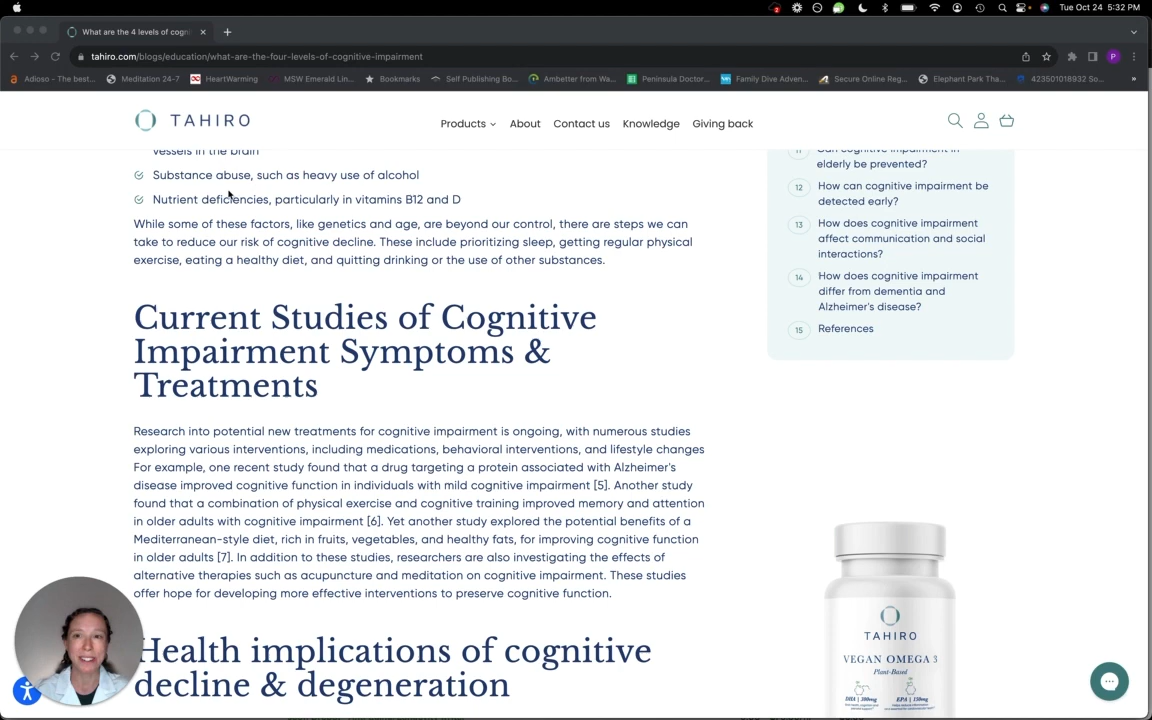 Tue Oct 24 5:32 PM
What are the 4 levels of cogni
tahiro.com/blogs/education/what-are-the-four-levels-of-cognitive-impairment
Adioso - The best...
Meditation 24-7
HeartWarming
MSW Emerald Lin...
Bookmarks
Self Publishing Bo...
Ambetter from Wa...
Peninsula Doctor...
Family Dive Adven...
Secure Online Reg...
Elephant Park Tha...
423501018932 So...
TAHIRO
Products
About
Contact us
Knowledge
Giving back
vessels in the brain
Substance abuse, such as heavy use of alcohol
Nutrient deficiencies, particularly in vitamins B12 and D
While some of these factors, like genetics and age, are beyond our control, there are steps we can
take to reduce our risk of cognitive decline. These include prioritizing sleep, getting regular physical
exercise, eating a healthy diet, and quitting drinking or the use of other substances.
Current Studies of Cognitive
Impairment Symptoms &
Treatments
Research into potential new treatments for cognitive impairment is ongoing, with numerous studies
exploring various interventions, including medications, behavioral interventions, and lifestyle changes
For example, one recent study found that a drug targeting a protein associated with Alzheimer's
disease improved cognitive function in individuals with mild cognitive impairment [5]. Another study
found that a combination of physical exercise and cognitive training improved memory and attention
in older adults with cognitive impairment [6]. Yet another study explored the potential benefits of a
Mediterranean-style diet, rich in fruits, vegetables, and healthy fats, for improving cognitive function
in older adults [7]. In addition to these studies, researchers are also investigating the effects of
alternative therapies such as acupuncture and meditation on cognitive impairment. These studies
offer hope for developing more effective interventions to preserve cognitive function.
Health implications of cognitive
decline & degeneration
11 Can cognitive impairment in
elderly be prevented?
12 How can cognitive impairment be
detected early?
13 How does cognitive impairment
affect communication and social
interactions?
14 How does cognitive impairment
differ from dementia and
Alzheimer's disease?
15 References
TAHIRO
VEGAN OMEGA 3
Plant-Based
DHA | 300mg
EPA | 150mg